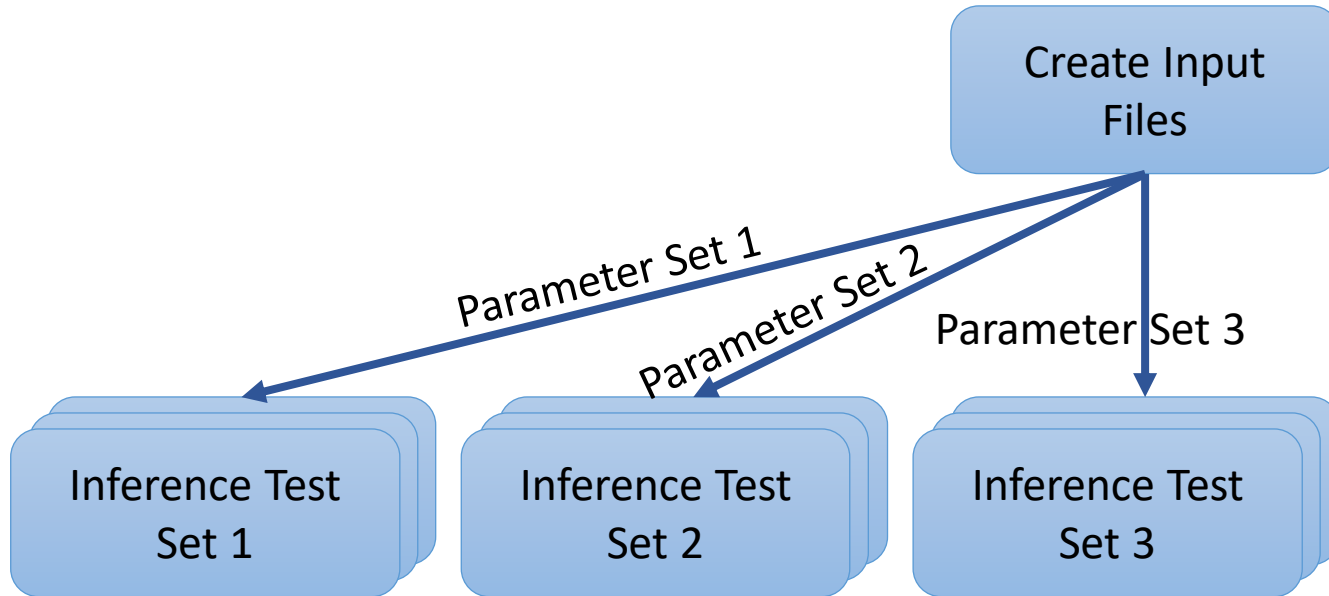 Create Input
Files
Parameter Set 1
Parameter Set 2
Parameter Set 3
Inference Test
Set 1
Inference Test
Set 2
Inference Test
Set 3